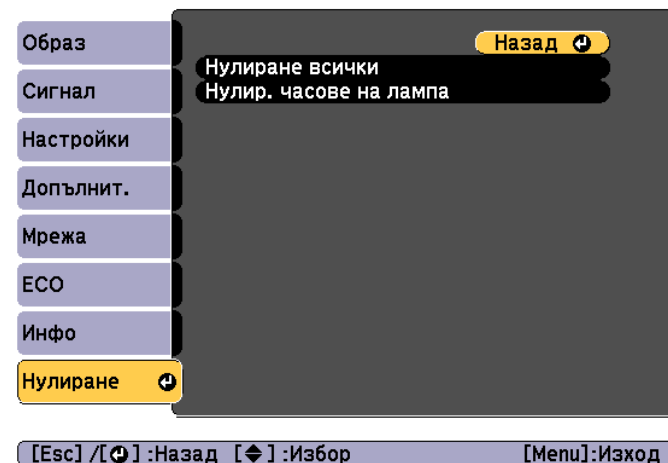 Образ
Сигнал
Настройки
Допълнит.
Мрежа
ECO
Инфо
Нулиране
Назад
Нулиране всички
Нулир. часове на лампа
[Esc] /[ ] :Назад [ ] :Избор [Menu]:Изход